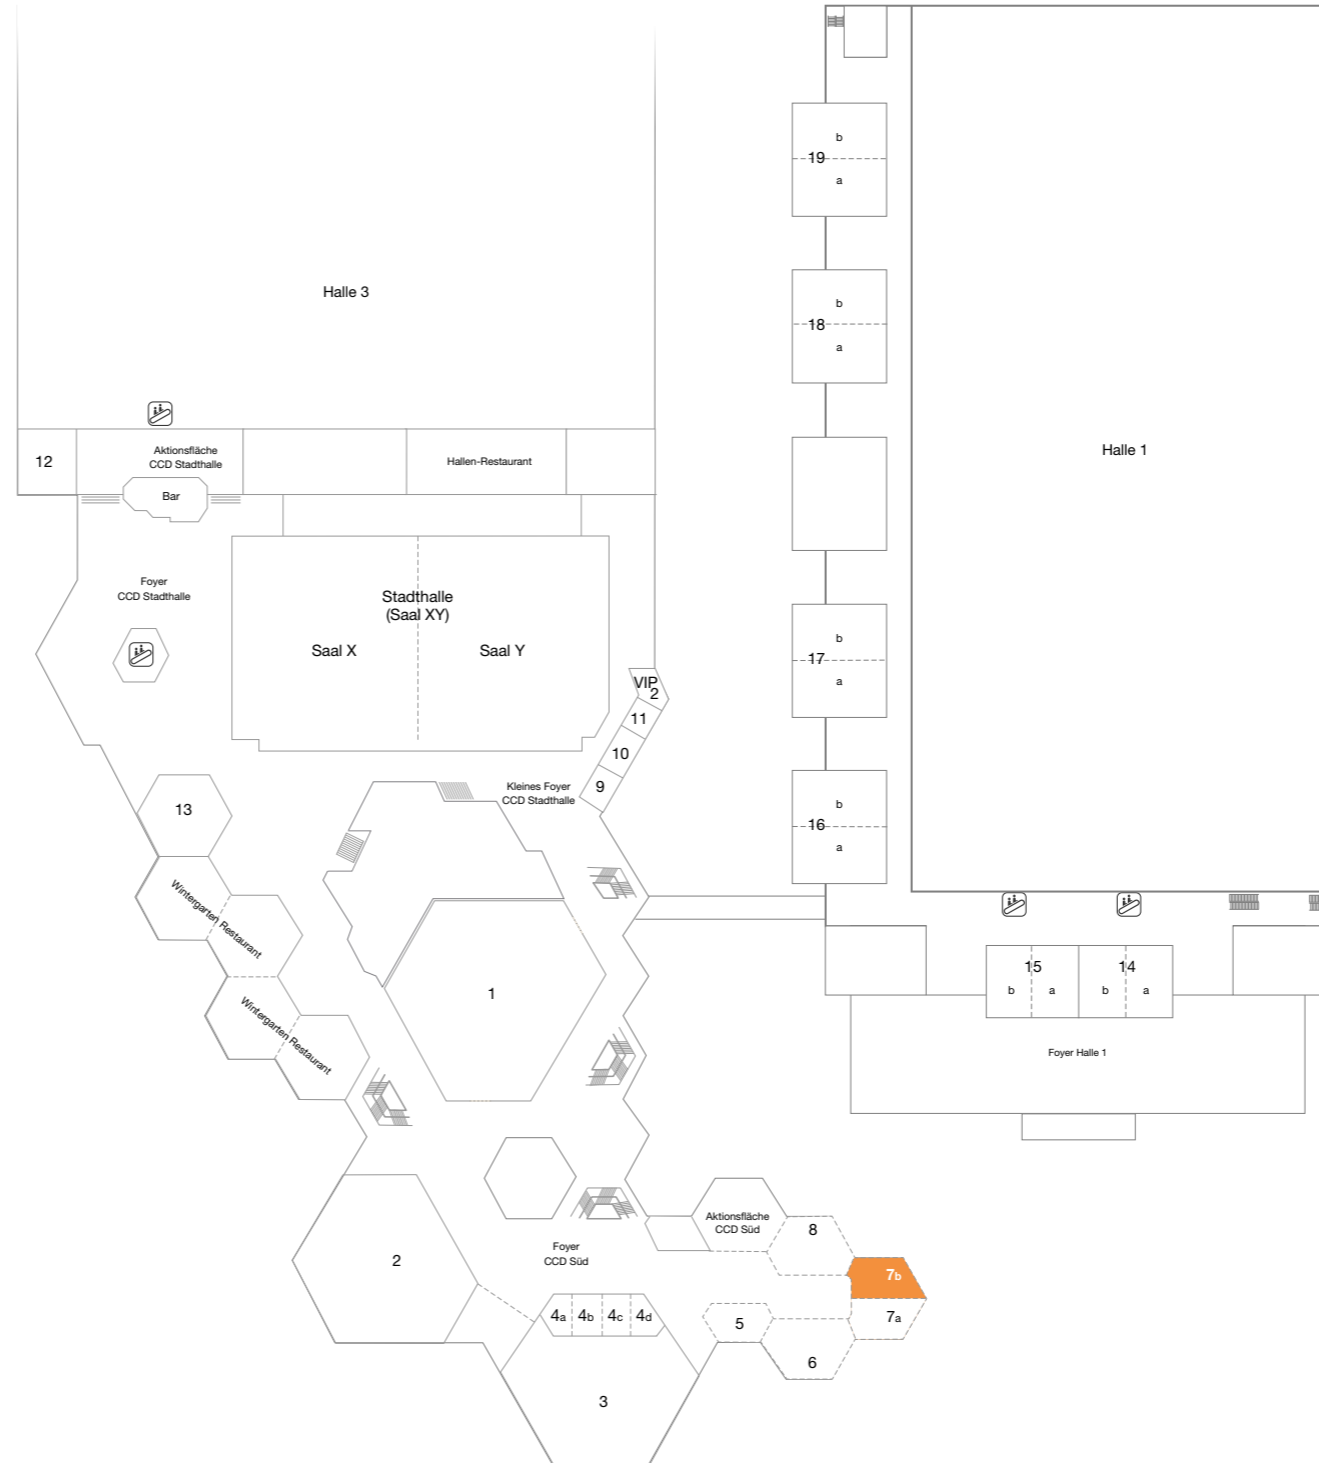 b
19
a
Halle 3
b
18
a
Halle 1
12
Aktionsfläche
CCD Stadthalle
Hallen-Restaurant
Bar
Foyer
CCD Stadthalle
Stadthalle
(Saal XY)
Saal X
Saal Y
b
17
a
VIP
2
11
10
9
Kleines Foyer
CCD Stadthalle
13
b
16
a
Wintergarten Restaurant
Wintergarten Restaurant
1
15
b
a
14
b
a
Foyer Halle 1
Aktionsfläche
CCD Süd
8
2
Foyer
CCD Süd
7b
7a
4a
4b
4c
4d
5
6
3